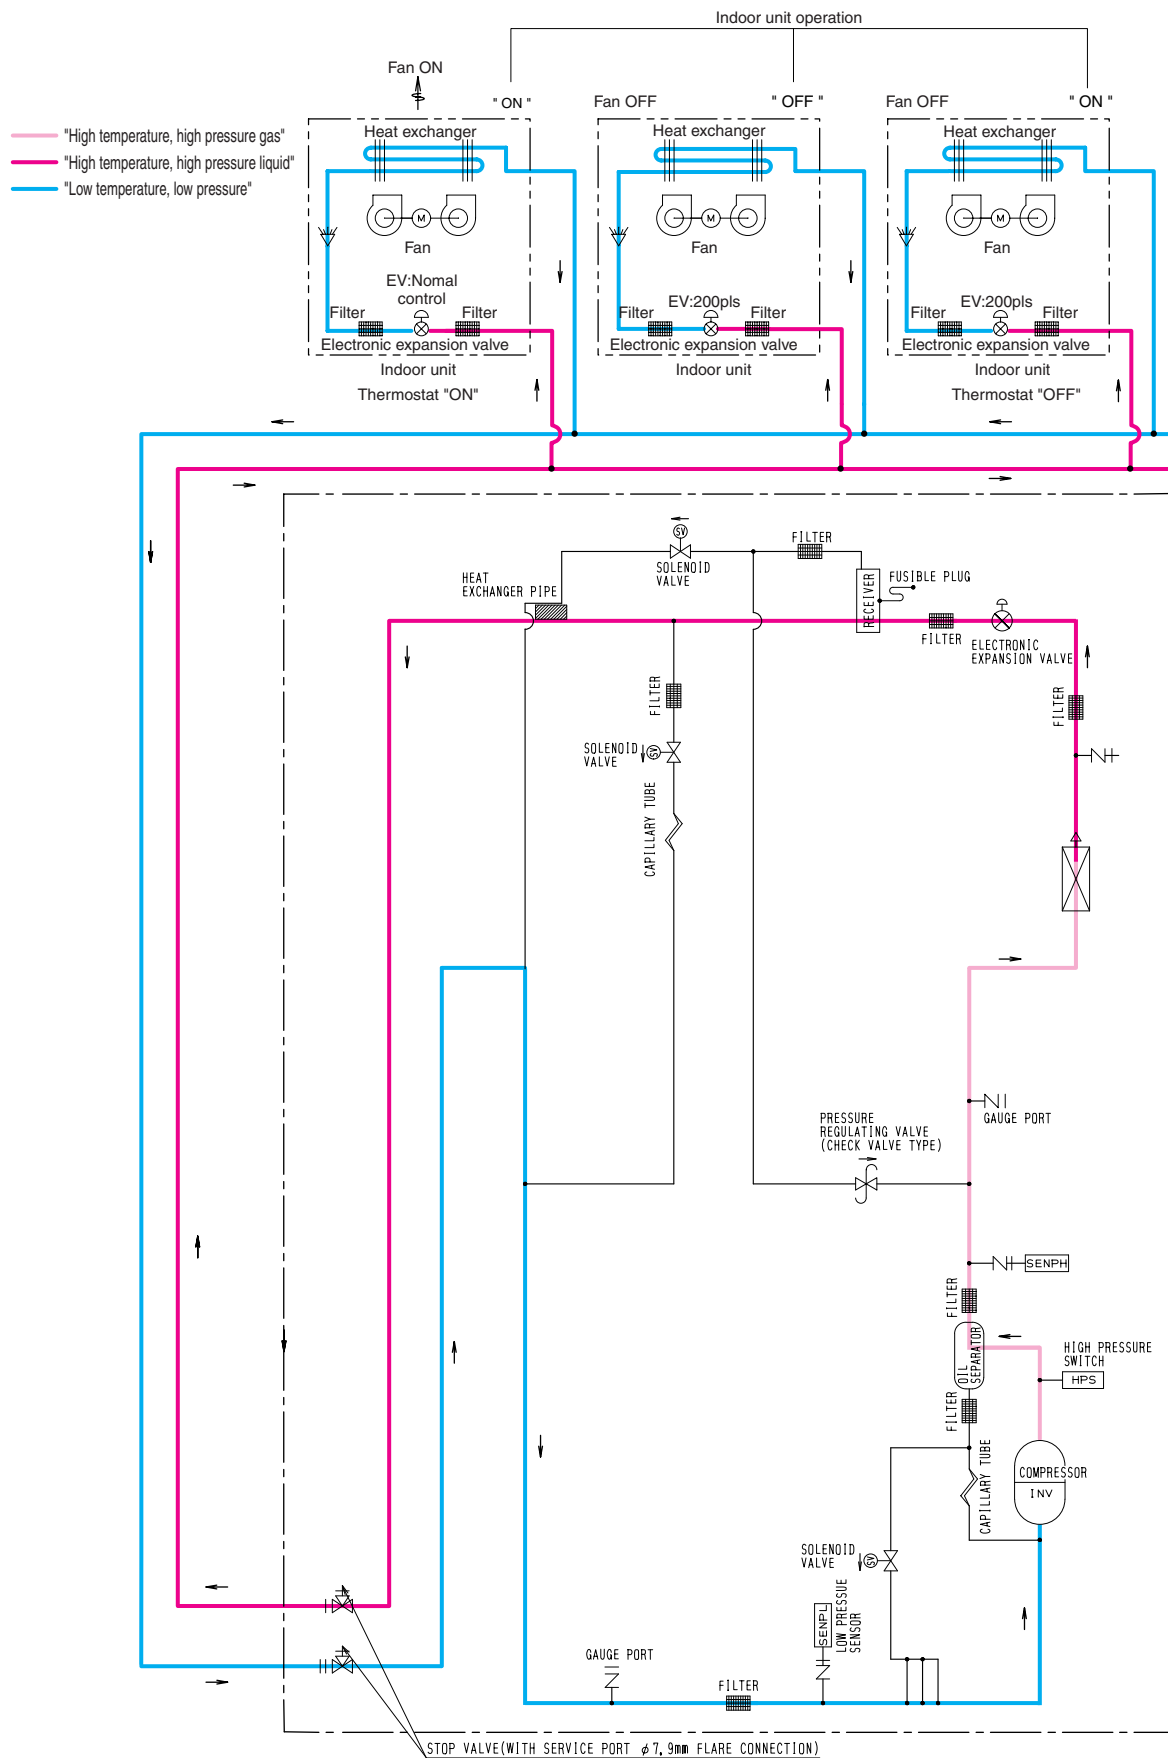 Indoor unit operation
Fan ON
" ON "
Fan OFF
" OFF "
Fan OFF
" ON "
"High temperature, high pressure gas"
"High temperature, high pressure liquid"
"Low temperature, low pressure"
Heat exchanger
M
Fan
EV:Nomal
control
Filter
Filter
Electronic expansion valve
Indoor unit
Thermostat "ON"
Heat exchanger
M
Fan
EV:200pls
Filter
Filter
Electronic expansion valve
Indoor unit
Heat exchanger
M
Fan
EV:200pls
Filter
Filter
Electronic expansion valve
Indoor unit
Thermostat "OFF"
SV
SOLENOID
VALVE
FILTER
HEAT
EXCHANGER PIPE
RECEIVER
FUSIBLE PLUG
FILTER
ELECTRONIC
EXPANSION VALVE
FILTER
FILTER
SOLENOID
VALVE
SV
CAPILLARY TUBE
GAUGE PORT
PRESSURE
REGULATING VALVE
(CHECK VALVE TYPE)
SENPH
FILTER
OIL
SEPARATOR
HIGH PRESSURE
SWITCH
HPS
FILTER
CAPILLARY TUBE
COMPRESSOR
INV
SOLENOID
VALVE
SV
SENPL
LOW PRESSUE
SENSOR
GAUGE PORT
FILTER
STOP VALVE(WITH SERVICE PORT φ7.9mm FLARE CONNECTION)